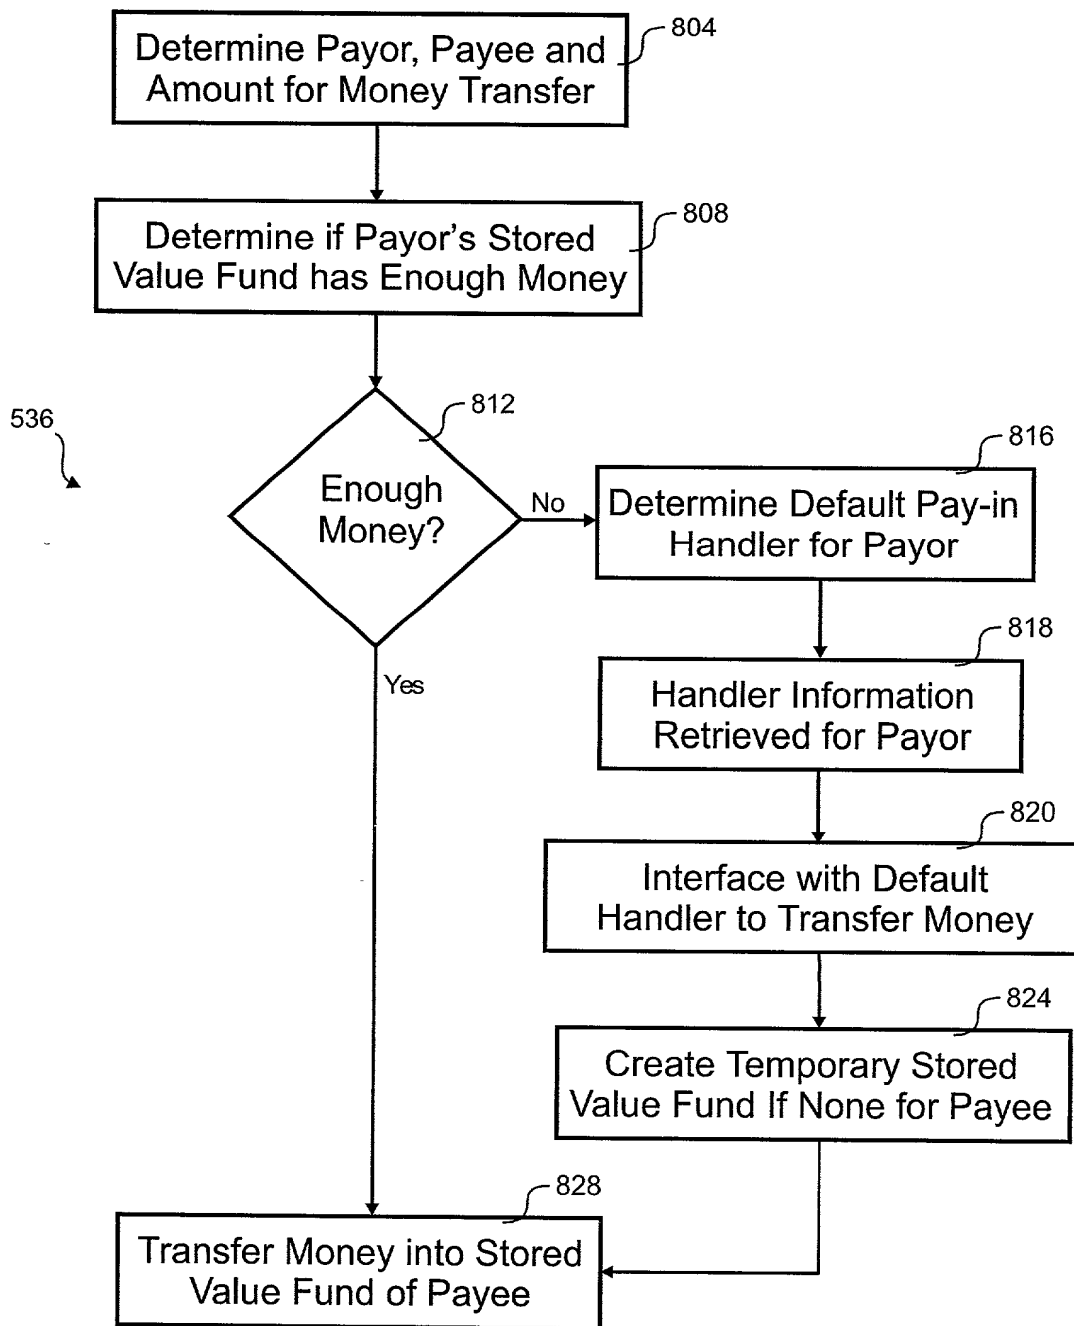 804
Determine Payor, Payee and
Amount for Money Transfer
808
Determine if Payor's Stored
Value Fund has Enough Money
536
812
Enough
Money?
No
816
Determine Default Pay-in
Handler for Payor
Yes
818
Handler Information
Retrieved for Payor
820
Interface with Default
Handler to Transfer Money
824
Create Temporary Stored
Value Fund If None for Payee
828
Transfer Money into Stored
Value Fund of Payee